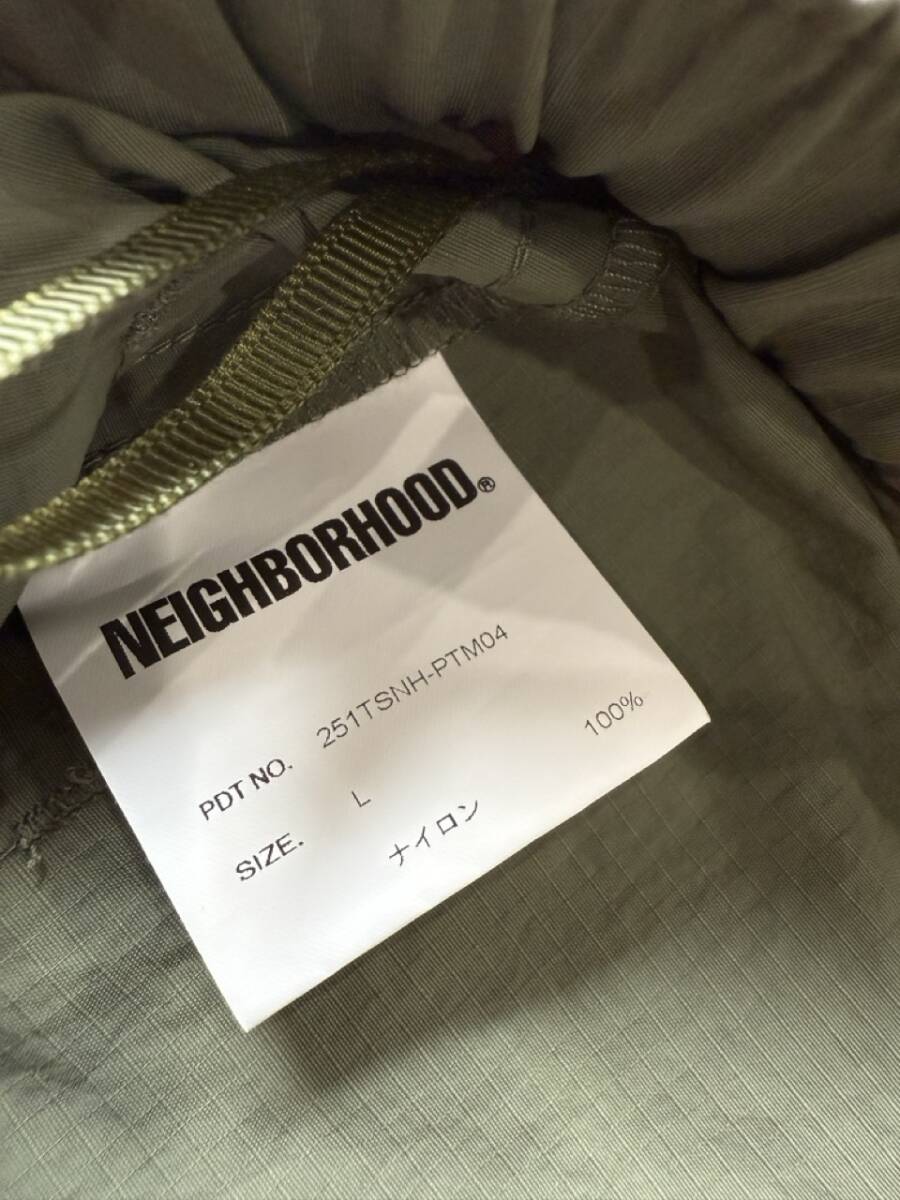 NEIGHBORHOOD®
PDT NO. 251TSNH-PTM04
SIZE. L
ナイロン 100%